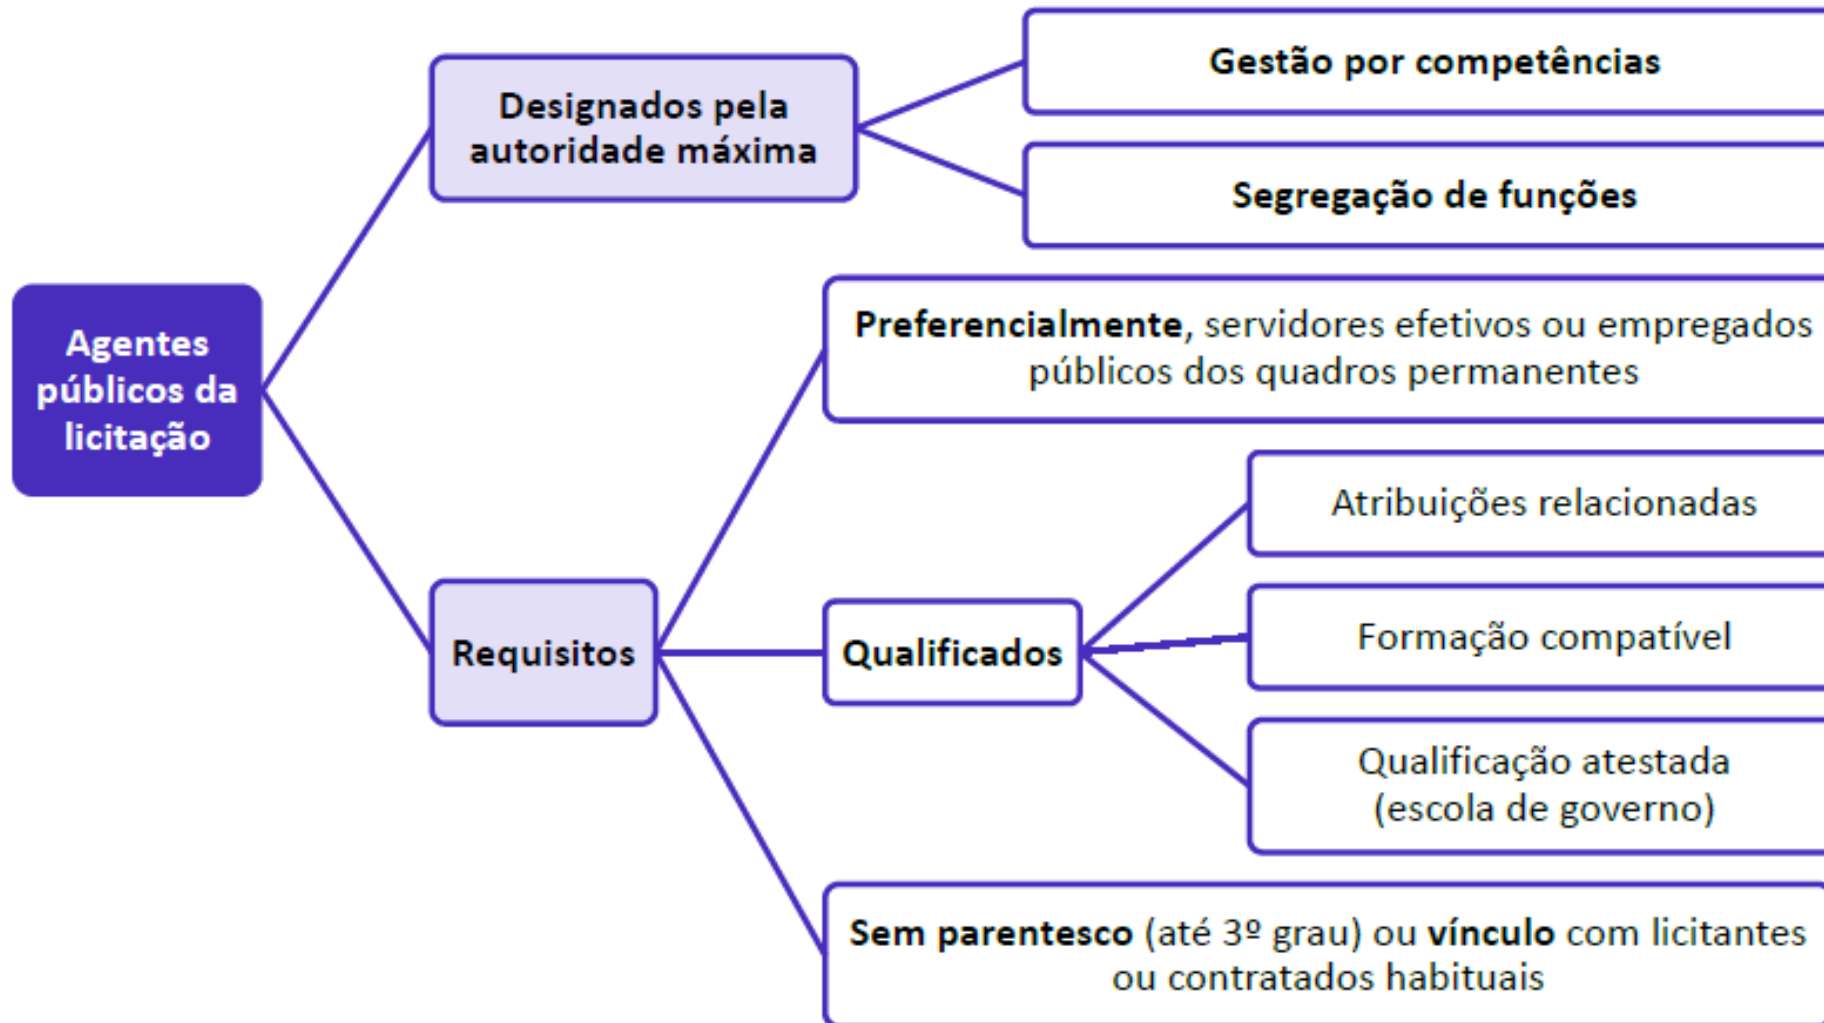 Agentes
públicos da
licitação
Designados pela
autoridade máxima
Gestão por competências
Segregação de funções
Requisitos
Preferencialmente, servidores efetivos ou empregados
públicos dos quadros permanentes
Qualificados
Atribuições relacionadas
Formação compatível
Qualificação atestada
(escola de governo)
Sem parentesco (até 3º grau) ou vínculo com licitantes
ou contratados habituais